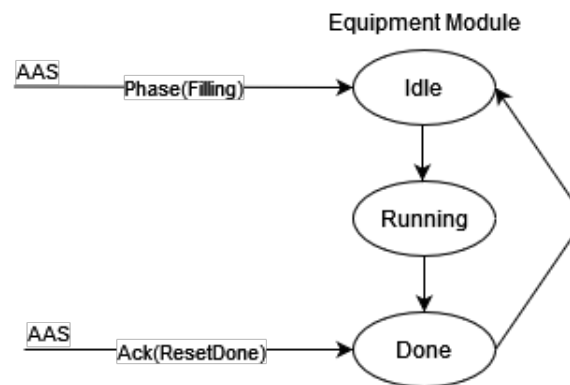 Equipment Module
AAS
Phase(Filling)
Idle
Running
AAS
Ack(ResetDone)
Done